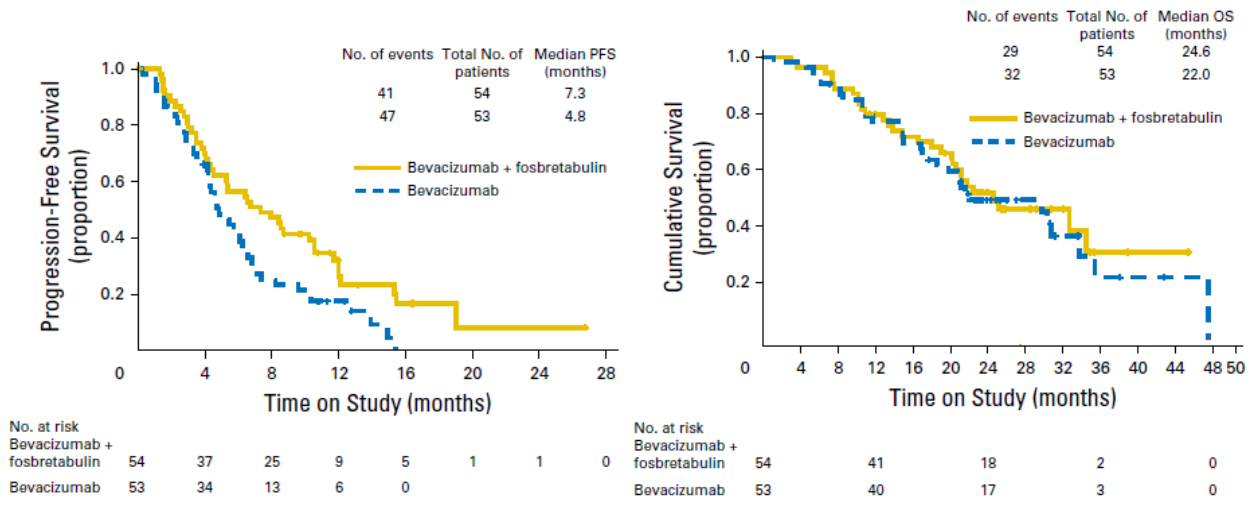 No. of events Total No. of patients Median PFS (months)
41 54 7.3
47 53 4.8
Bevacizumab + fosbretabulin
Bevacizumab
Progression-Free Survival (proportion)
1.0
0.8
0.6
0.4
0.2
0 4 8 12 16 20 24 28
Time on Study (months)
No. at risk
Bevacizumab +
fosbretabulin 54 37 25 9 5 1 1 0
Bevacizumab 53 34 13 6 0
No. of events Total No. of patients Median OS (months)
29 54 24.6
32 53 22.0
Bevacizumab + fosbretabulin
Bevacizumab
Cumulative Survival (proportion)
1.0
0.8
0.6
0.4
0.2
0 4 8 12 16 20 24 28 32 36 40 44 48 50
Time on Study (months)
No. at risk
Bevacizumab +
fosbretabulin 54 41 18 2 0
Bevacizumab 53 40 17 3 0